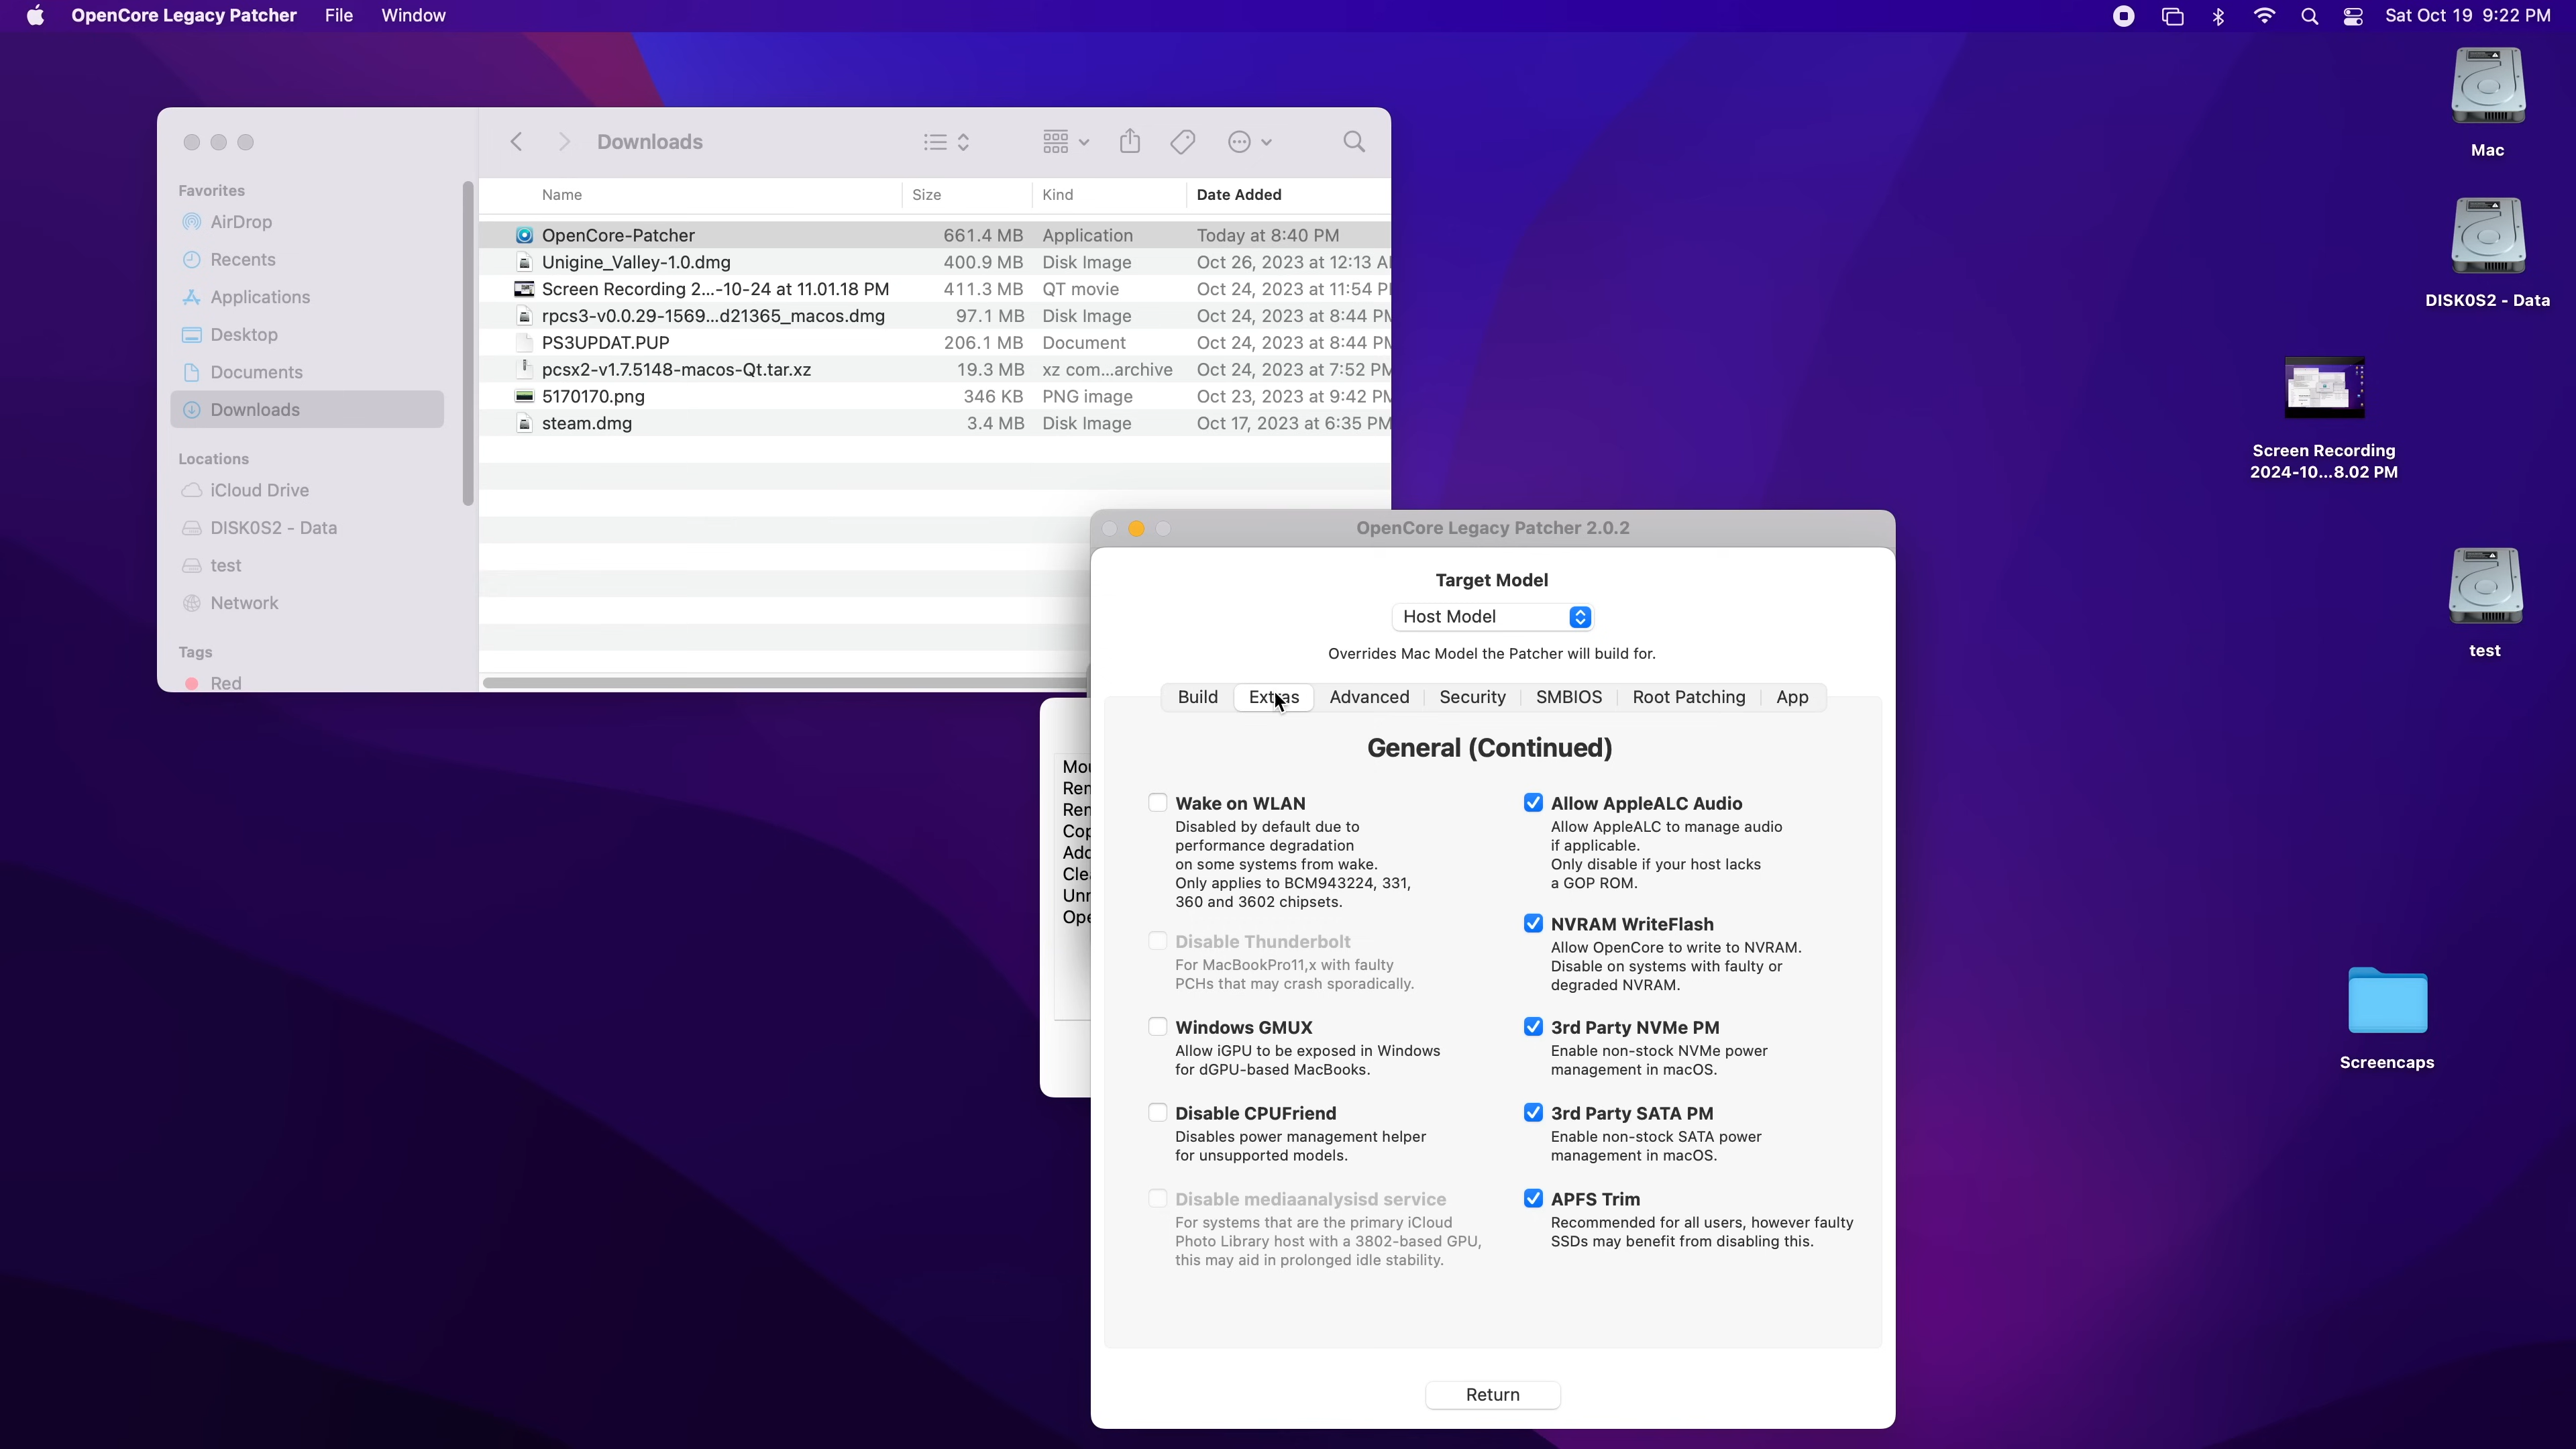 OpenCore Legacy Patcher File Window Sat Oct 19 9:22 PM
Downloads
Favorites
AirDrop
Recents
Applications
Desktop
Documents
Downloads
Locations
iCloud Drive
DISK0S2 - Data
test
Network
Tags
Red
Name Size Kind Date Added
OpenCore-Patcher 661.4 MB Application Today at 8:40 PM
Unigine_Valley-1.0.dmg 400.9 MB Disk Image Oct 26, 2023 at 12:13 A
Screen Recording 2...-10-24 at 11.01.18 PM 411.3 MB QT movie Oct 24, 2023 at 11:54 P
rpcs3-v0.0.29-1569...d21365_macos.dmg 97.1 MB Disk Image Oct 24, 2023 at 8:44 PM
PS3UPDAT.PUP 206.1 MB Document Oct 24, 2023 at 8:44 PM
pcsx2-v1.7.5148-macos-Qt.tar.xz 19.3 MB xz com...archive Oct 24, 2023 at 7:52 PM
5170170.png 346 KB PNG image Oct 23, 2023 at 9:42 PM
steam.dmg 3.4 MB Disk Image Oct 17, 2023 at 6:35 PM
Mac
DISK0S2 - Data
Screen Recording
2024-10...8.02 PM
test
Screencaps
Mou
Ren
Ren
Cop
Add
Clea
Unn
Ope
OpenCore Legacy Patcher 2.0.2
Target Model
Host Model
Overrides Mac Model the Patcher will build for.
Build Extras Advanced Security SMBIOS Root Patching App
General (Continued)
Wake on WLAN
Disabled by default due to
performance degradation
on some systems from wake.
Only applies to BCM943224, 331,
360 and 3602 chipsets.
Disable Thunderbolt
For MacBookPro11,x with faulty
PCHs that may crash sporadically.
Windows GMUX
Allow iGPU to be exposed in Windows
for dGPU-based MacBooks.
Disable CPUFriend
Disables power management helper
for unsupported models.
Disable mediaanalysisd service
For systems that are the primary iCloud
Photo Library host with a 3802-based GPU,
this may aid in prolonged idle stability.
Allow AppleALC Audio
Allow AppleALC to manage audio
if applicable.
Only disable if your host lacks
a GOP ROM.
NVRAM WriteFlash
Allow OpenCore to write to NVRAM.
Disable on systems with faulty or
degraded NVRAM.
3rd Party NVMe PM
Enable non-stock NVMe power
management in macOS.
3rd Party SATA PM
Enable non-stock SATA power
management in macOS.
APFS Trim
Recommended for all users, however faulty
SSDs may benefit from disabling this.
Return